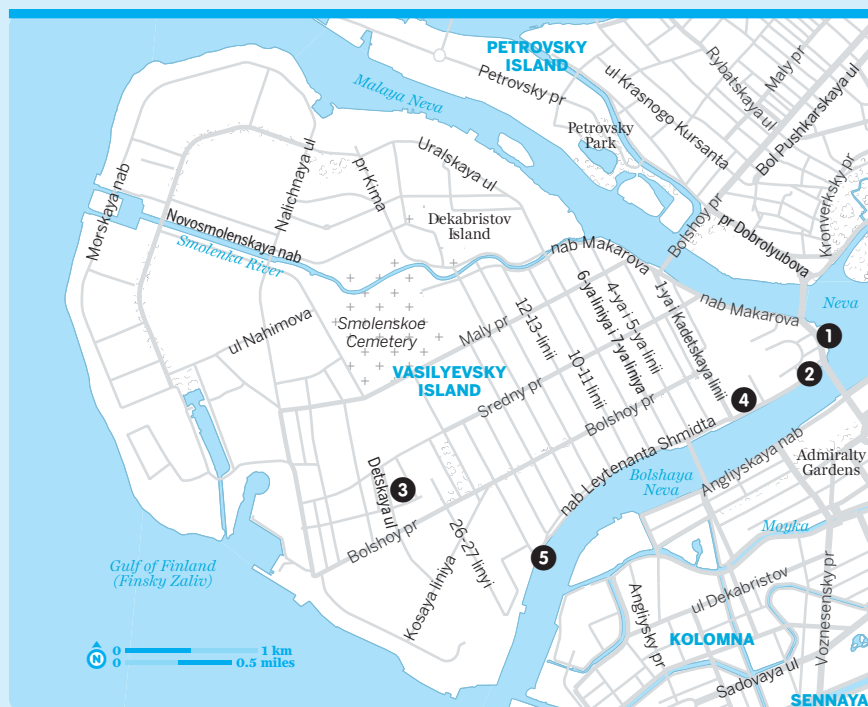 PETROVSKY
ISLAND
Malaya Neva
Petrovsky pr
ul Krasnogo Kursanta
Rybatskaya ul
Maly pr
Bol Pushkarskaya ul
Petrovsky
Park
Bolshoy pr
pr Dobrolyubova
Kronverksky pr
Uralskaya ul
pr Kima
Nalichnaya ul
Morskaya nab
Novosmolenskaya nab
Smolenka River
Dekabristov
Island
nab Makarova
nab Makarova
Neva
ul Nahimova
Smolenskoe
Cemetery
Maly pr
12-13-linii
10-11 linii
6-ya liniya i 7-ya liniya
4-ya i 5-ya linii
1-ya i Kadetskaya linii
VASILYEVSKY
ISLAND
Sredny pr
Bolshoy pr
1
2
3
4
5
nab Leytenanta Shmidta
Bolshaya
Neva
Angliyskaya nab
Admiralty
Gardens
Moyka
Detskaya ul
Bolshoy pr
26-27 linyi
Kosaya liniya
Gulf of Finland
(Finsky Zaliv)
ul Dekabristov
Angliysky pr
KOLOMNA
Voznesensky pr
Sadovaya ul
SENNAYA
N
0 1 km
0 0.5 miles